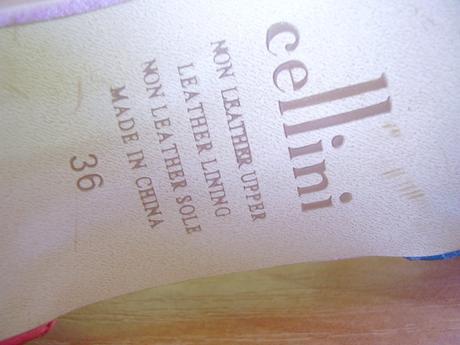 cellini
NON LEATHER UPPER
LEATHER LINING
NON LEATHER SOLE
MADE IN CHINA
36